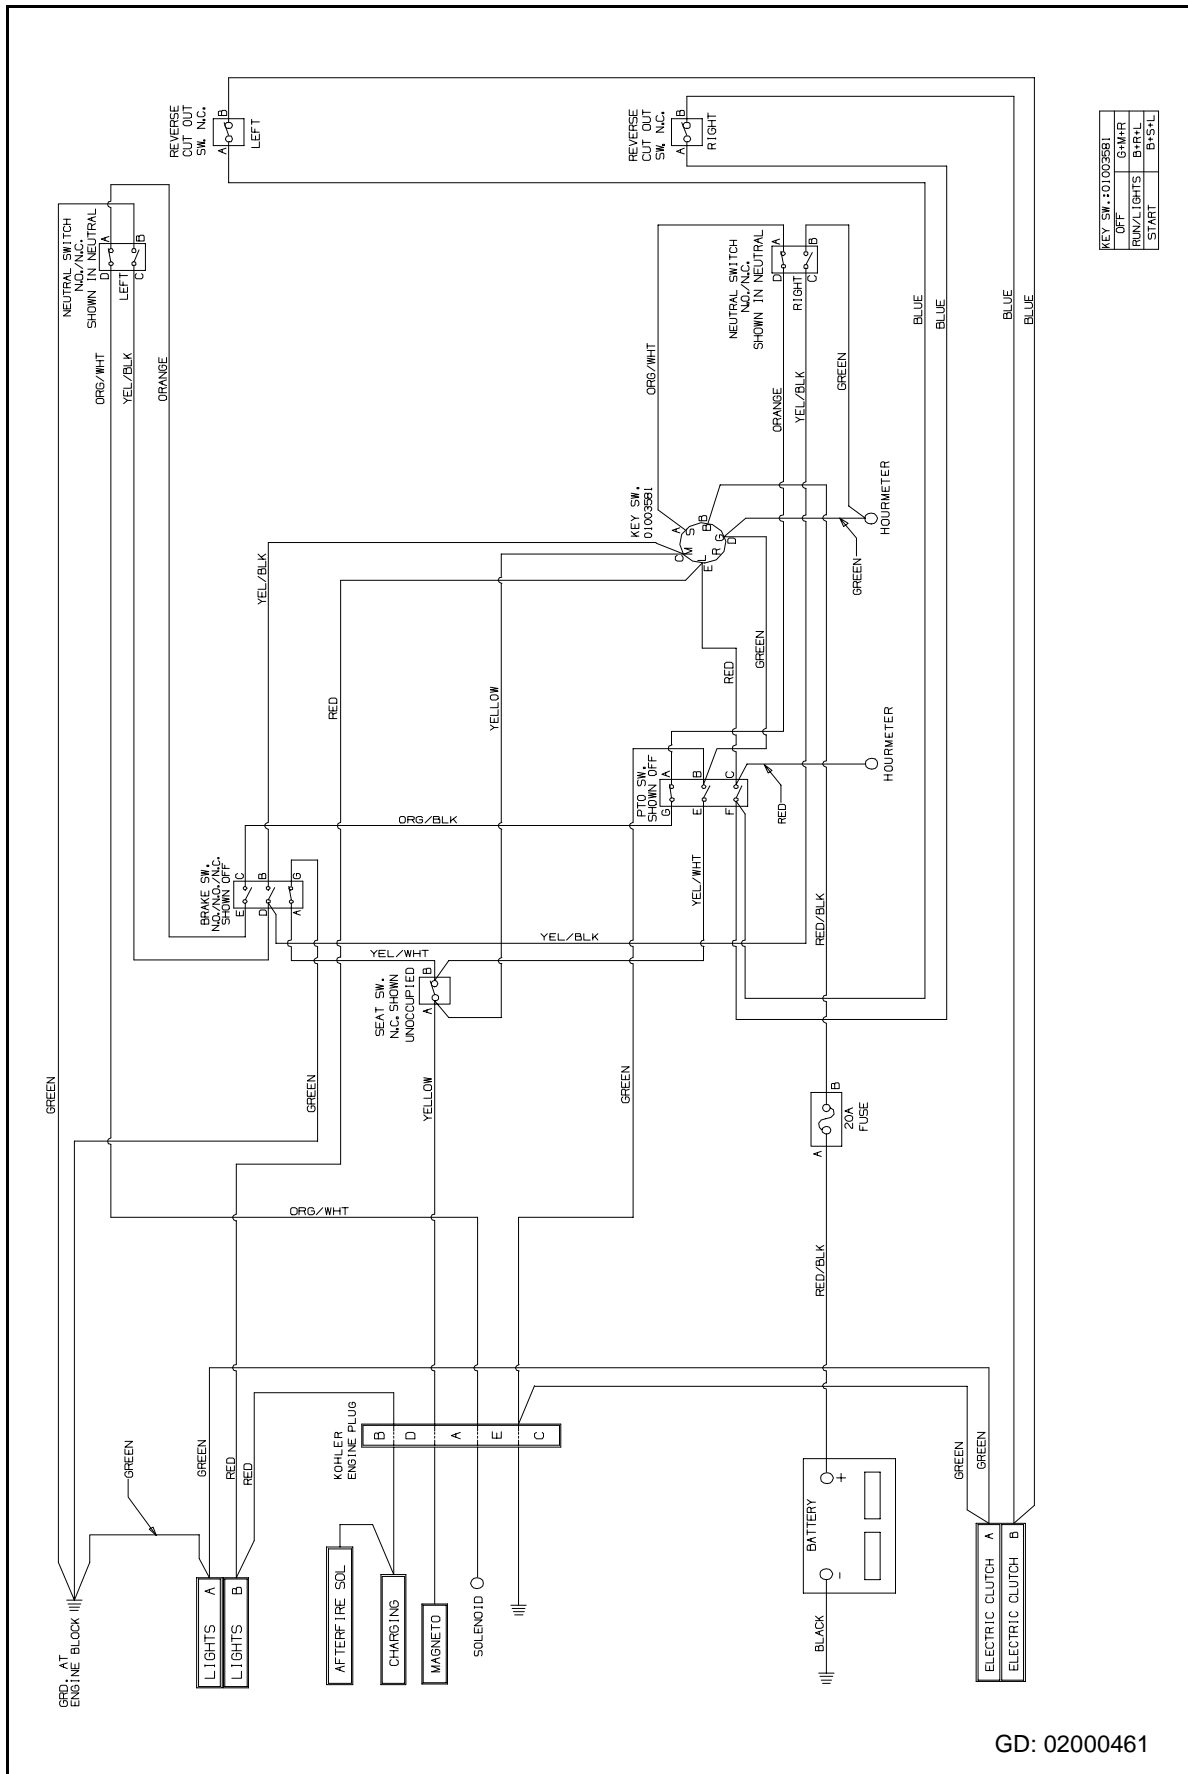 REVERSE
CUT OUT
SW. N.C.
A
B
LEFT
REVERSE
CUT OUT
SW. N.C.
A
B
RIGHT
KEY SW.:01003581
OFF G+M+R
RUN/LIGHTS B+R+L
START B+S+L
NEUTRAL SWITCH
N.O./N.C.
SHOWN IN NEUTRAL
D
A
LEFT
C
B
NEUTRAL SWITCH
N.O./N.C.
SHOWN IN NEUTRAL
D
A
RIGHT
C
B
ORG/WHT
YEL/BLK
ORANGE
ORG/WHT
ORANGE
YEL/BLK
GREEN
BLUE
BLUE
BLUE
BLUE
KEY SW.
01003581
A
S
B
B
C
M
G
D
L
R
E
HOURMETER
GREEN
YEL/BLK
RED
YELLOW
RED
GREEN
HOURMETER
RED
PTO SW.
SHOWN OFF
G
A
E
B
F
C
ORG/BLK
YEL/WHT
RED/BLK
BRAKE SW.
N.O./N.O./N.C.
SHOWN OFF
E
C
D
B
A
G
YEL/WHT
YEL/BLK
SEAT SW.
N.C. SHOWN
UNOCCUPIED
A
B
GREEN
GREEN
YELLOW
GREEN
A
B
20A
FUSE
ORG/WHT
RED/BLK
KOHLER
ENGINE PLUG
B
D
A
E
C
GREEN
GREEN
RED
RED
GREEN
GREEN
GRD. AT
ENGINE BLOCK
LIGHTS A
LIGHTS B
AFTERFIRE SOL
CHARGING
MAGNETO
SOLENOID
BATTERY
+
-
BLACK
ELECTRIC CLUTCH A
ELECTRIC CLUTCH B
GD: 02000461